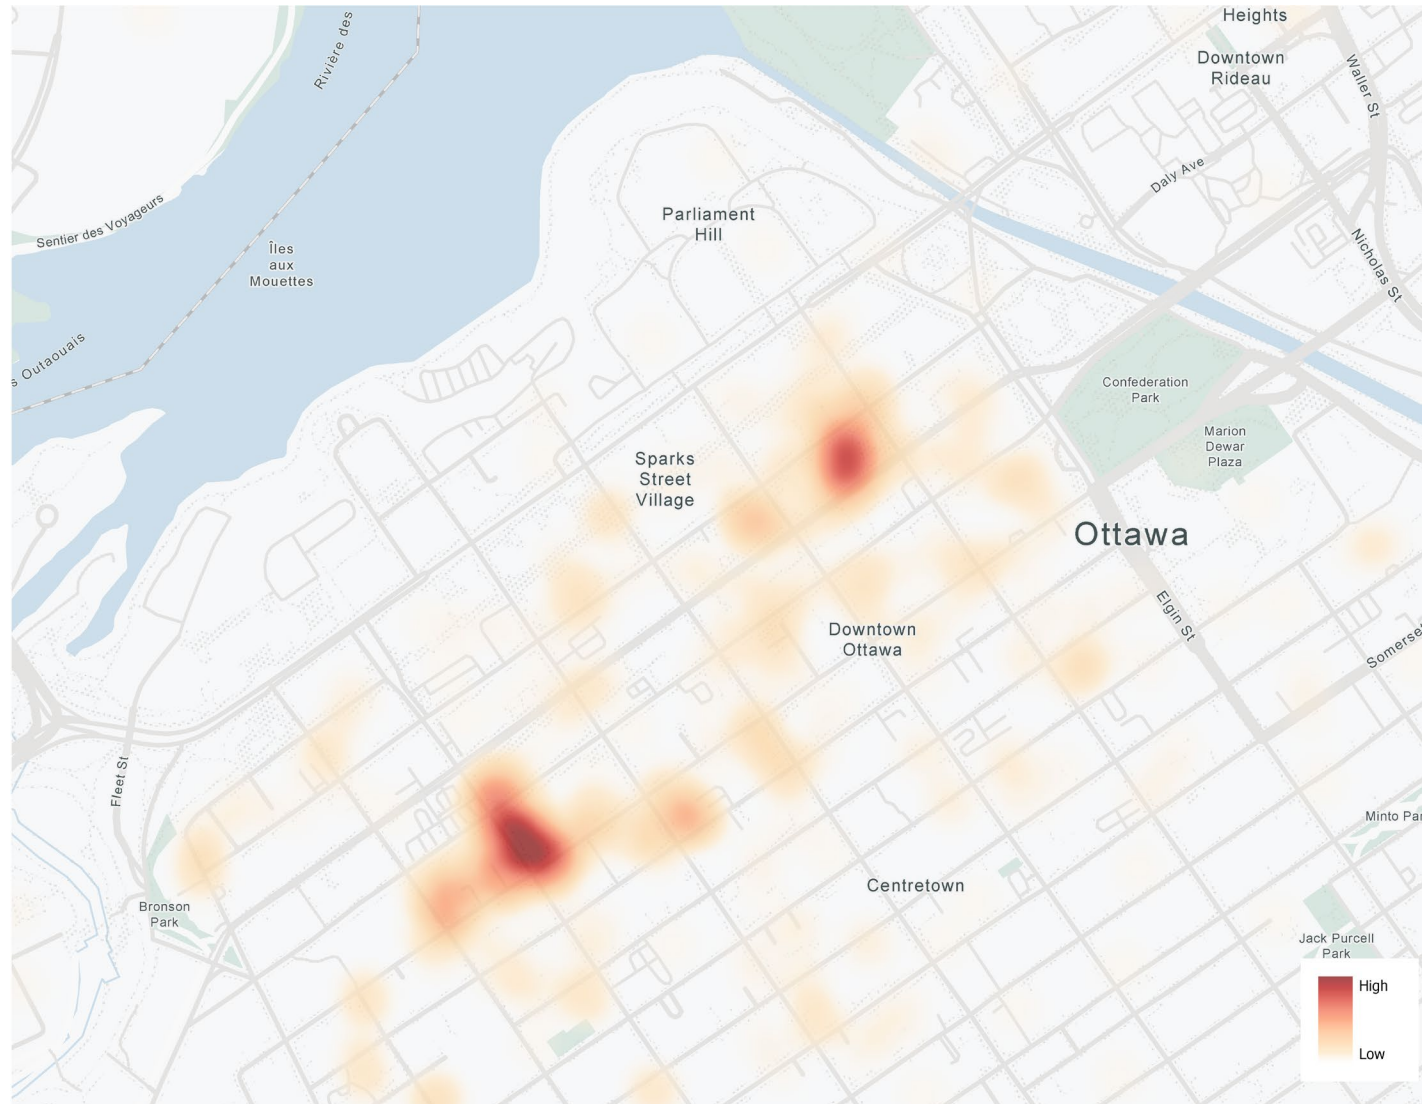 Heights
Downtown
Rideau
Waller St
Rivière des
Daly Ave
Sentier des Voyageurs
Parliament
Hill
Îles
aux
Mouettes
Nicholas St
s Outaouais
Confederation
Park
Marion
Dewar
Plaza
Sparks
Street
Village
Ottawa
Elgin St
Somerset
Downtown
Ottawa
Fleet St
Minto Par
Centretown
Bronson
Park
Jack Purcell
Park
High
Low